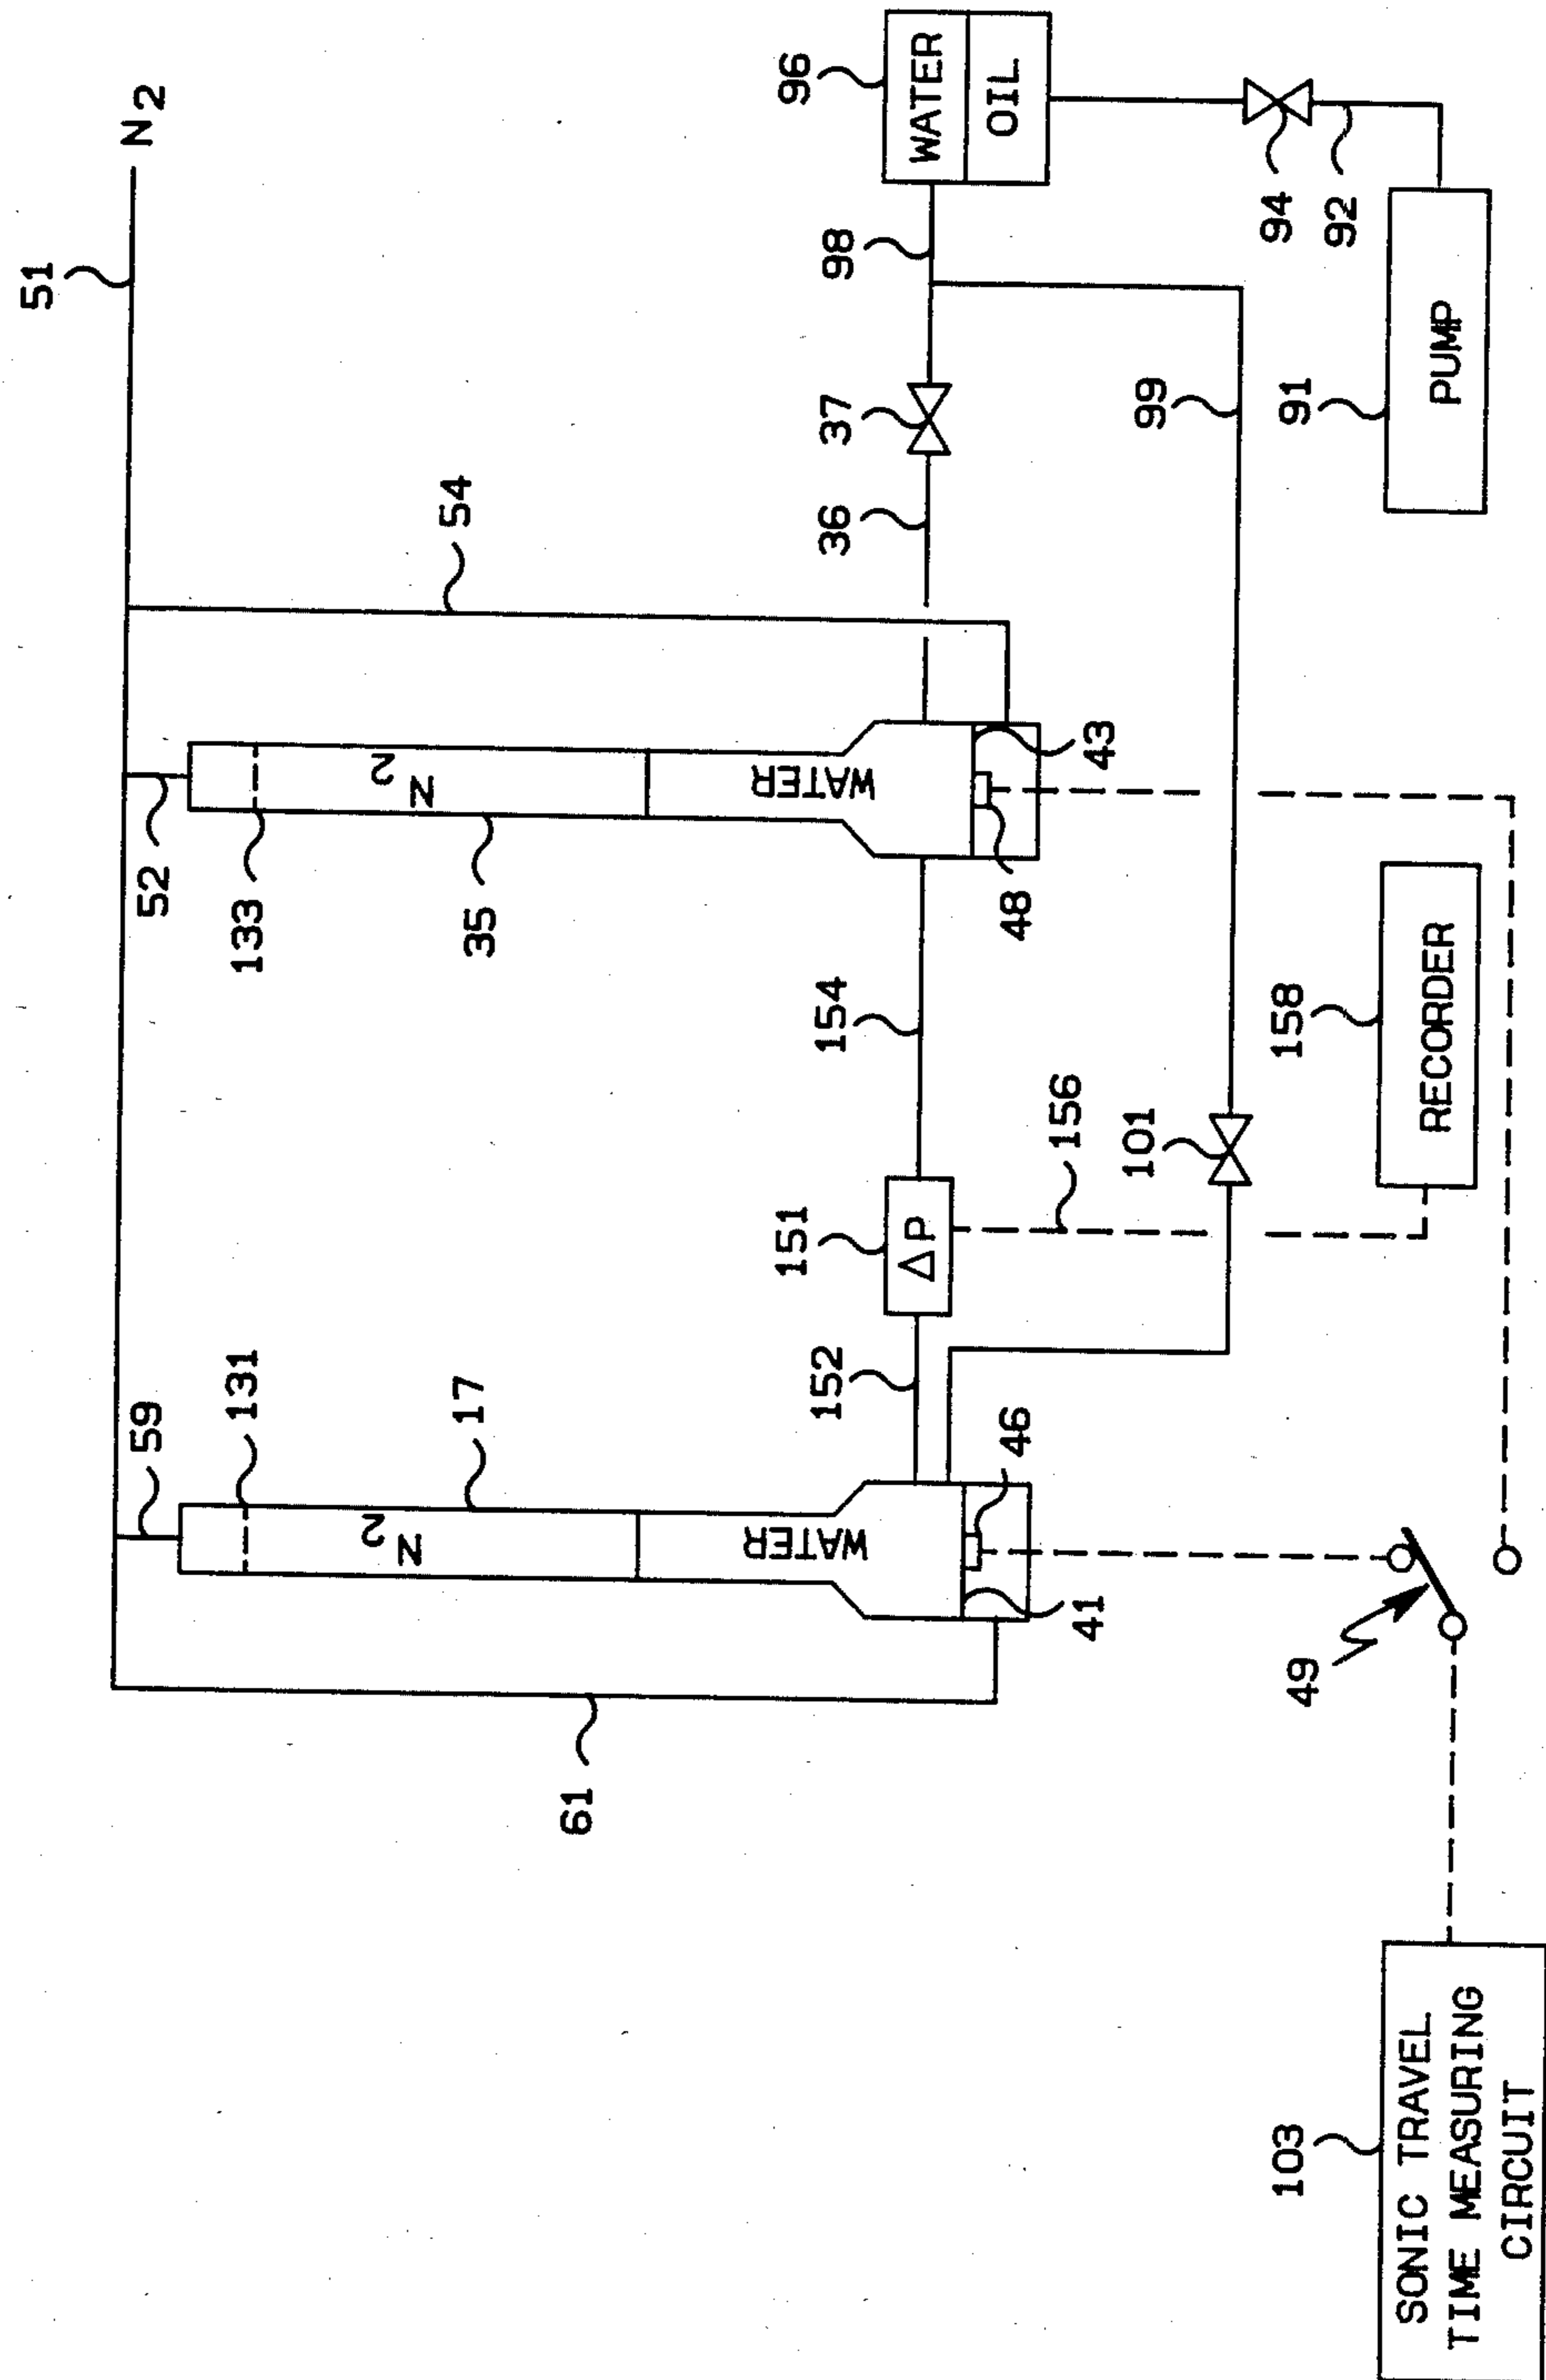 51
N2
59
131
17
N2
WATER
61
41
46
152
151
ΔP
154
156
101
52
133
35
N2
WATER
54
43
48
36
37
98
99
96
WATER
OIL
94
92
91
PUMP
158
RECORDER
49
103
SONIC TRAVEL
TIME MEASURING
CIRCUIT